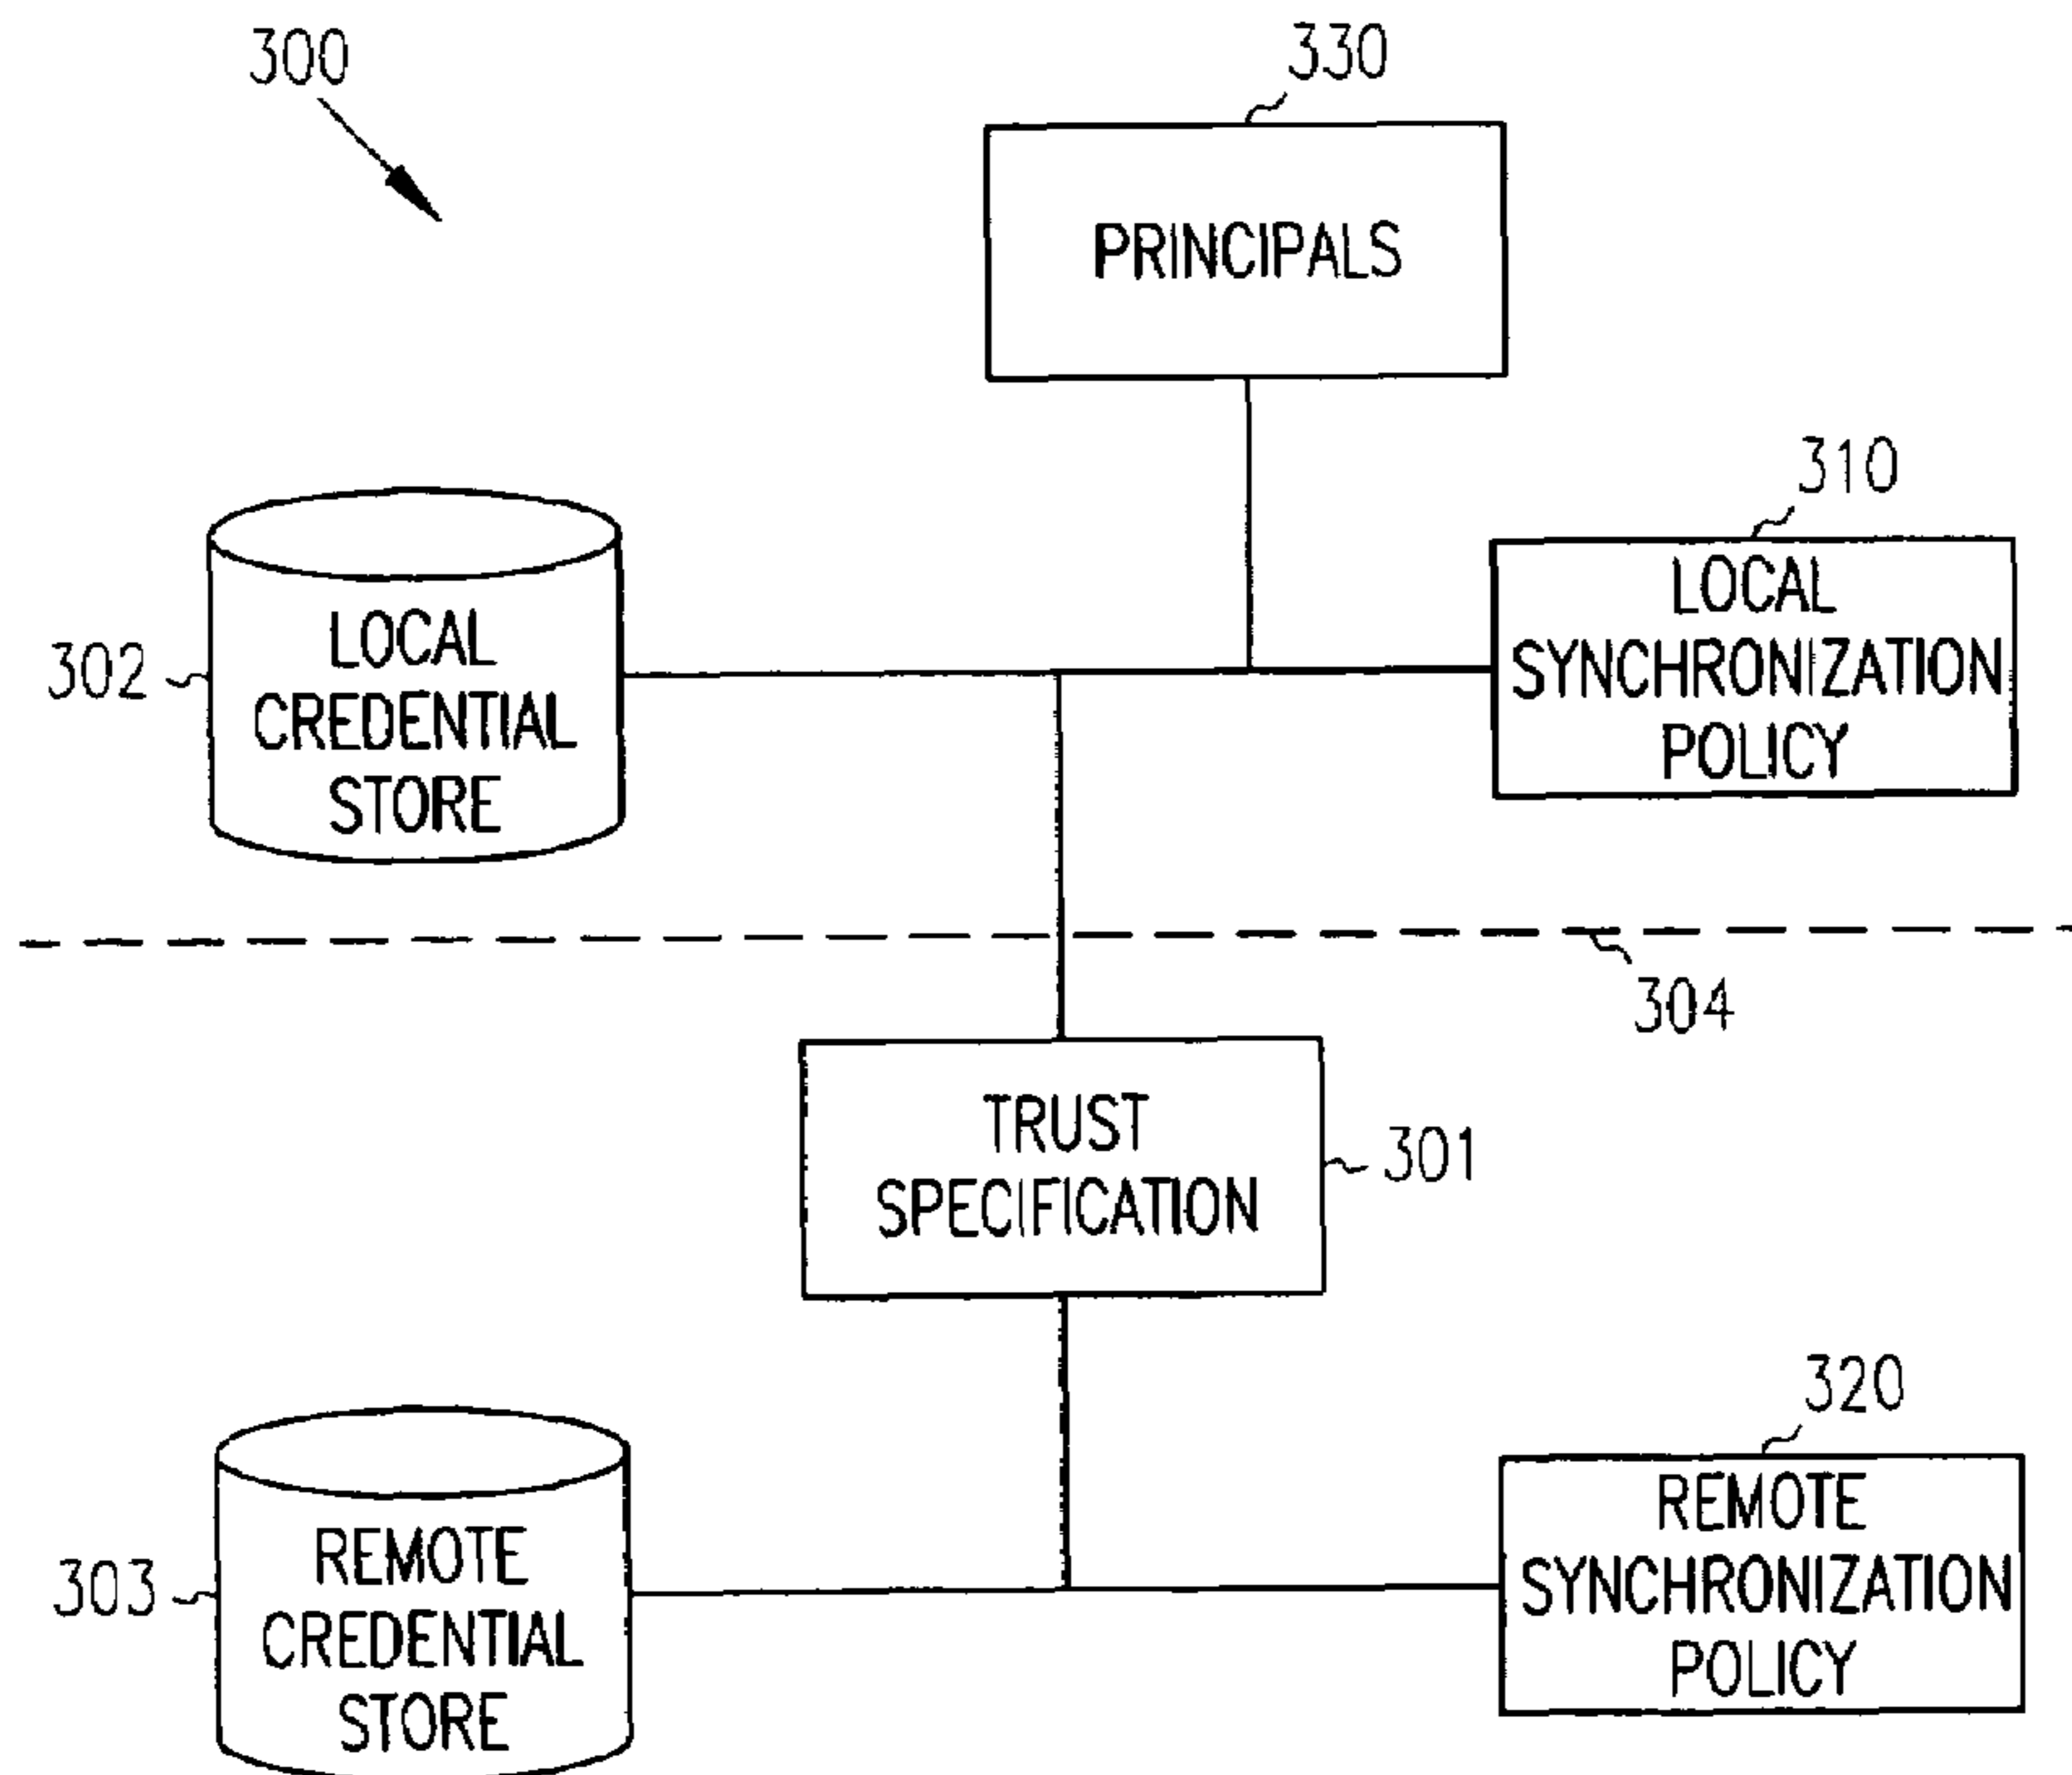 300
330
PRINCIPALS
310
LOCAL
SYNCHRONIZATION
POLICY
302
LOCAL
CREDENTIAL
STORE
304
TRUST
SPECIFICATION
301
320
REMOTE
SYNCHRONIZATION
POLICY
303
REMOTE
CREDENTIAL
STORE